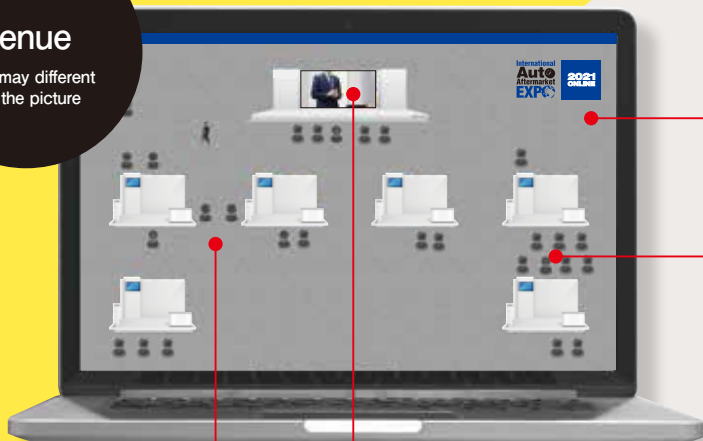 enue
may different
the picture
International
Auto
Aftermarket
EXPO
2021
ONLINE